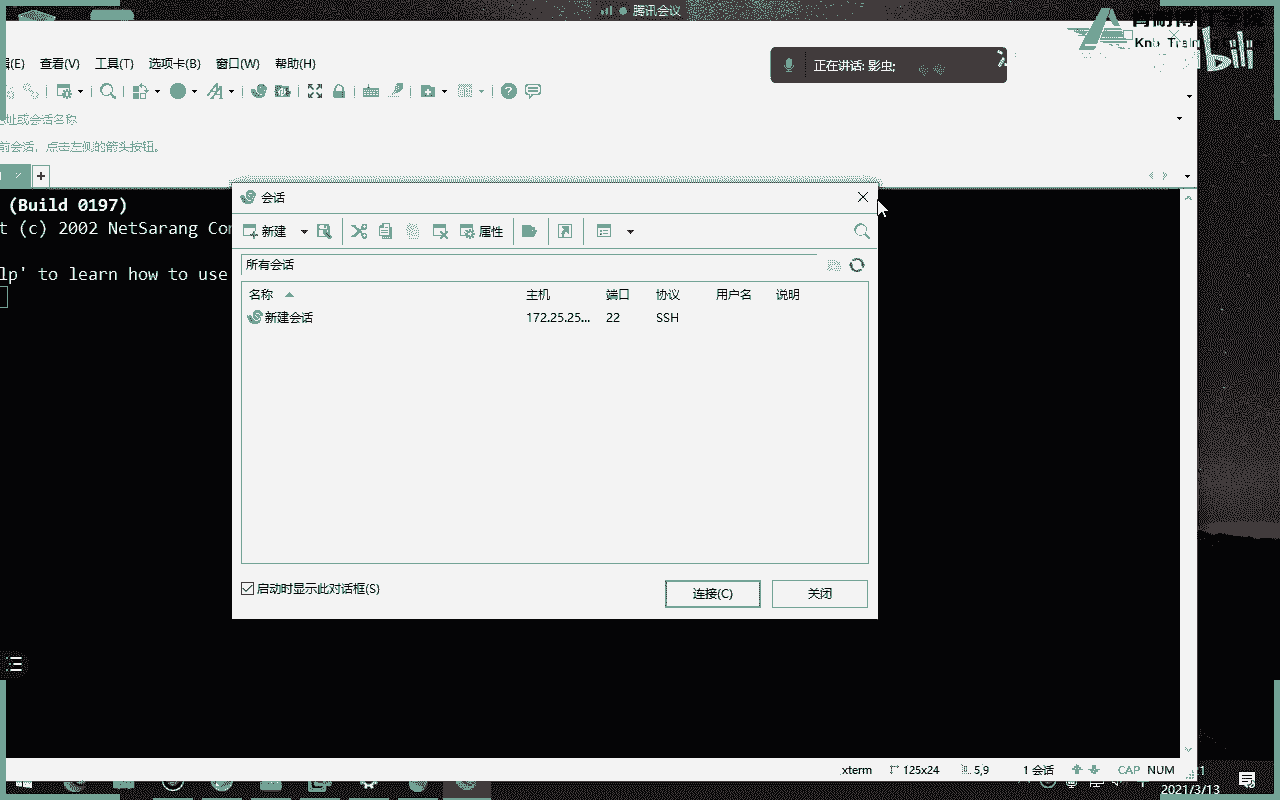 腾讯会议
正在讲话: 影虫;
bili
(E) 查看(V) 工具(T) 选项卡(B) 窗口(W) 帮助(H)
址或会话名称
前会话，点击左侧的箭头按钮。
(Build 0197)
t (c) 2002 NetSarang Co
lp' to learn how to use
会话
新建 属性
所有会话
名称 主机 端口 协议 用户名 说明
新建会话 172.25.25... 22 SSH
启动时显示此对话框(S)
连接(C) 关闭
xterm 125x24 5,9 1 会话 CAP NUM
2021/3/13